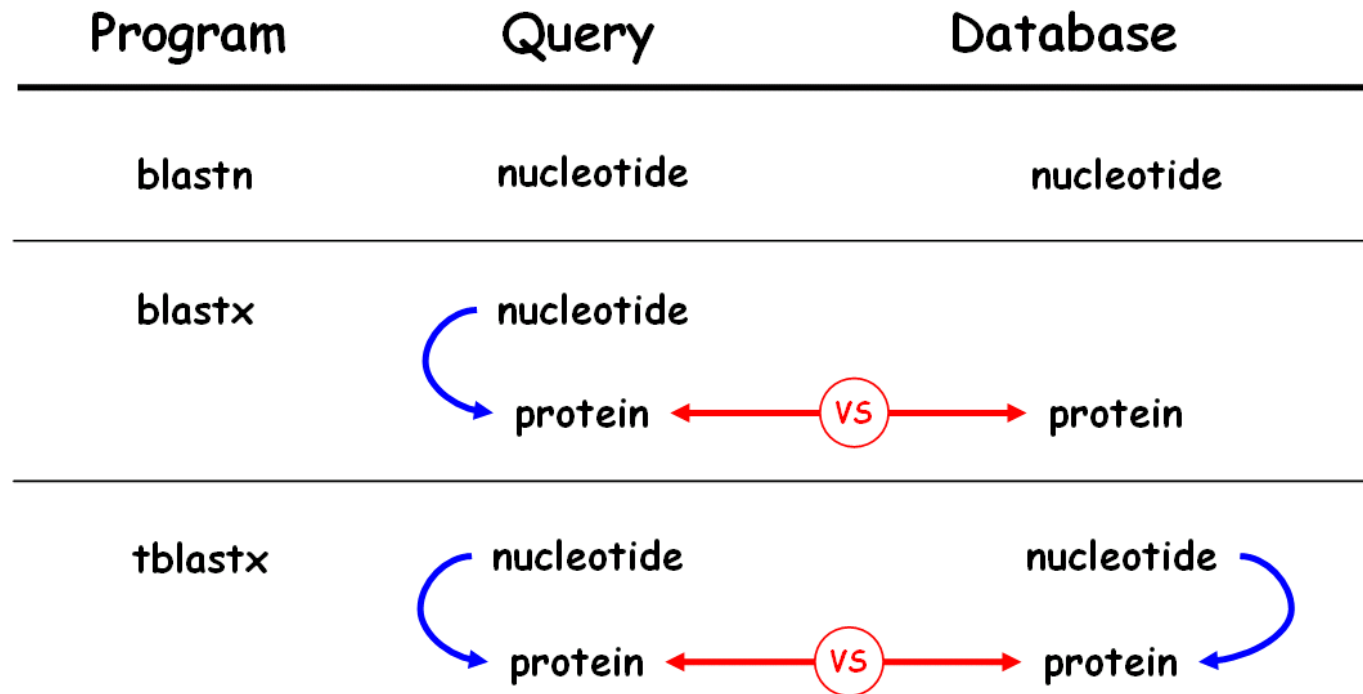 Program Query Database
blastn nucleotide nucleotide
blastx nucleotide
protein VS protein
tblastx nucleotide nucleotide
protein VS protein